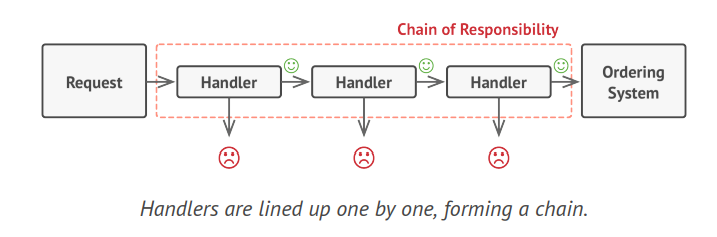 Chain of Responsibility
Request
Handler
Handler
Handler
Ordering
System
Handlers are lined up one by one, forming a chain.